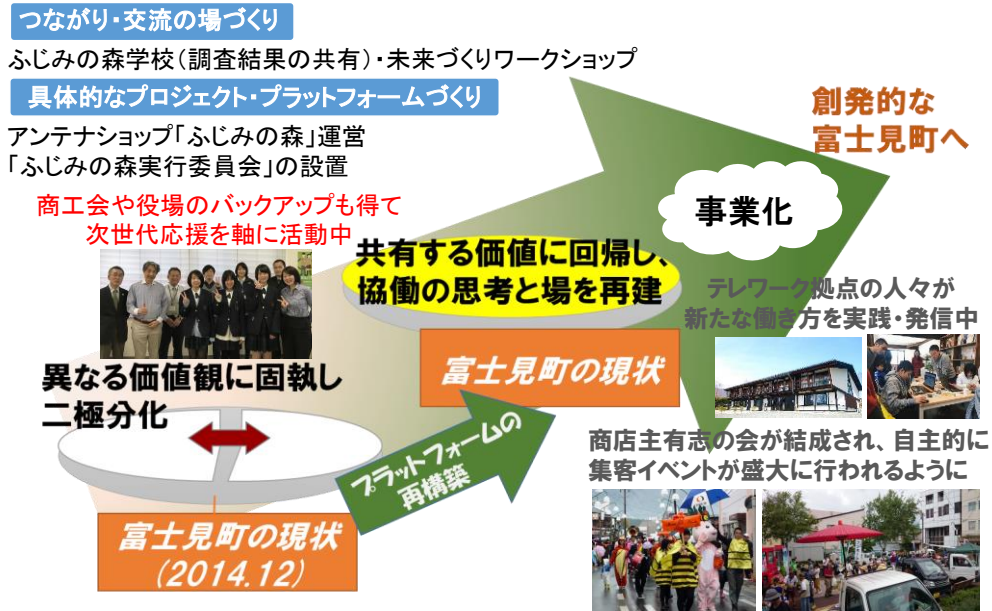 つながり・交流の場づくり
ふじみの森学校(調査結果の共有)・未来づくりワークショップ
具体的なプロジェクト・プラットフォームづくり
アンテナショップ「ふじみの森」運営
「ふじみの森実行委員会」の設置
商工会や役場のバックアップも得て
次世代応援を軸に活動中
創発的な
富士見町へ
事業化
共有する価値に回帰し、
協働の思考と場を再建
テレワーク拠点の人々が
新たな働き方を実践・発信中
富士見町の現状
異なる価値観に固執し
二極分化
プラットフォームの
再構築
商店主有志の会が結成され、自主的に
集客イベントが盛大に行われるように
富士見町の現状
(2014.12)